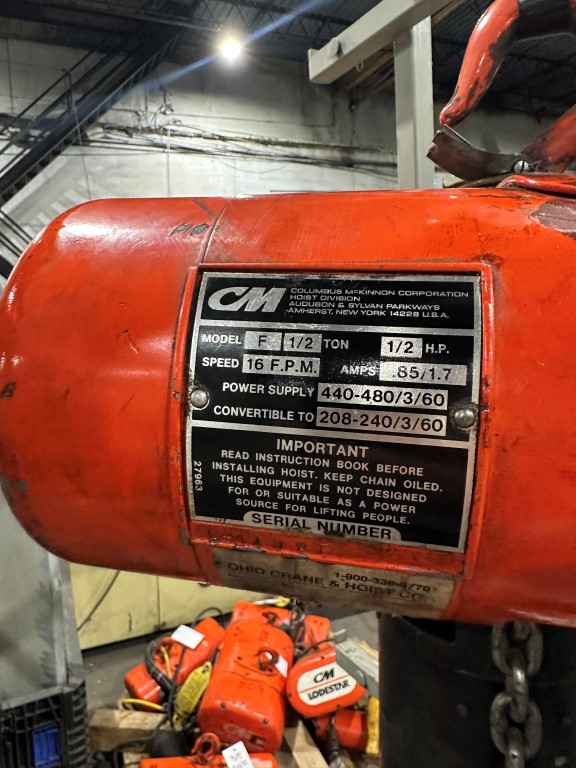 CM
COLUMBUS McKINNON CORPORATION
HOIST DIVISION
AUDUBON & SYLVAN PARKWAYS
AMHERST, NEW YORK 14228 U.S.A.
MODEL F 1/2 TON 1/2 H.P.
SPEED 16 F.P.M. AMPS .85/1.7
POWER SUPPLY 440-480/3/60
CONVERTIBLE TO 208-240/3/60
IMPORTANT
READ INSTRUCTION BOOK BEFORE
INSTALLING HOIST. KEEP CHAIN OILED.
THIS EQUIPMENT IS NOT DESIGNED
FOR OR SUITABLE AS A POWER
SOURCE FOR LIFTING PEOPLE.
27963
SERIAL NUMBER
OHIO CRANE & HOIST CO.
CM
LODESTAR
CM